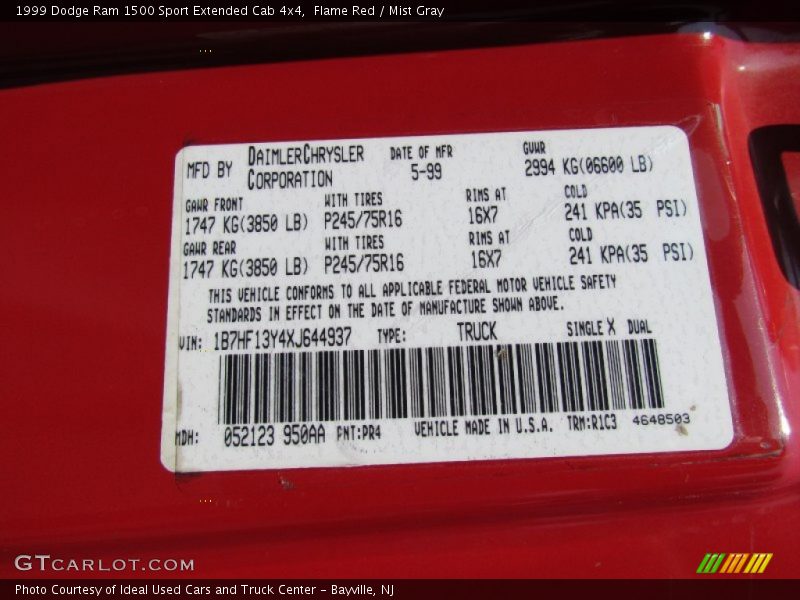 1999 Dodge Ram 1500 Sport Extended Cab 4x4,  Flame Red / Mist Gray
MFD BY DAIMLERCHRYSLER CORPORATION DATE OF MFR 5-99 GVWR 2994 KG(06600 LB)
GAWR FRONT WITH TIRES RIMS AT COLD
1747 KG(3850 LB) P245/75R16 16X7 241 KPA(35 PSI)
GAWR REAR WITH TIRES RIMS AT COLD
1747 KG(3850 LB) P245/75R16 16X7 241 KPA(35 PSI)
THIS VEHICLE CONFORMS TO ALL APPLICABLE FEDERAL MOTOR VEHICLE SAFETY
STANDARDS IN EFFECT ON THE DATE OF MANUFACTURE SHOWN ABOVE.
VIN: 1B7HF13Y4XJ644937 TYPE: TRUCK SINGLE X DUAL
MDH: 052123 950AA PNT:PR4 VEHICLE MADE IN U.S.A. TRM:R1C3 4648503
GTCARLOT.COM
Photo Courtesy of Ideal Used Cars and Truck Center - Bayville, NJ